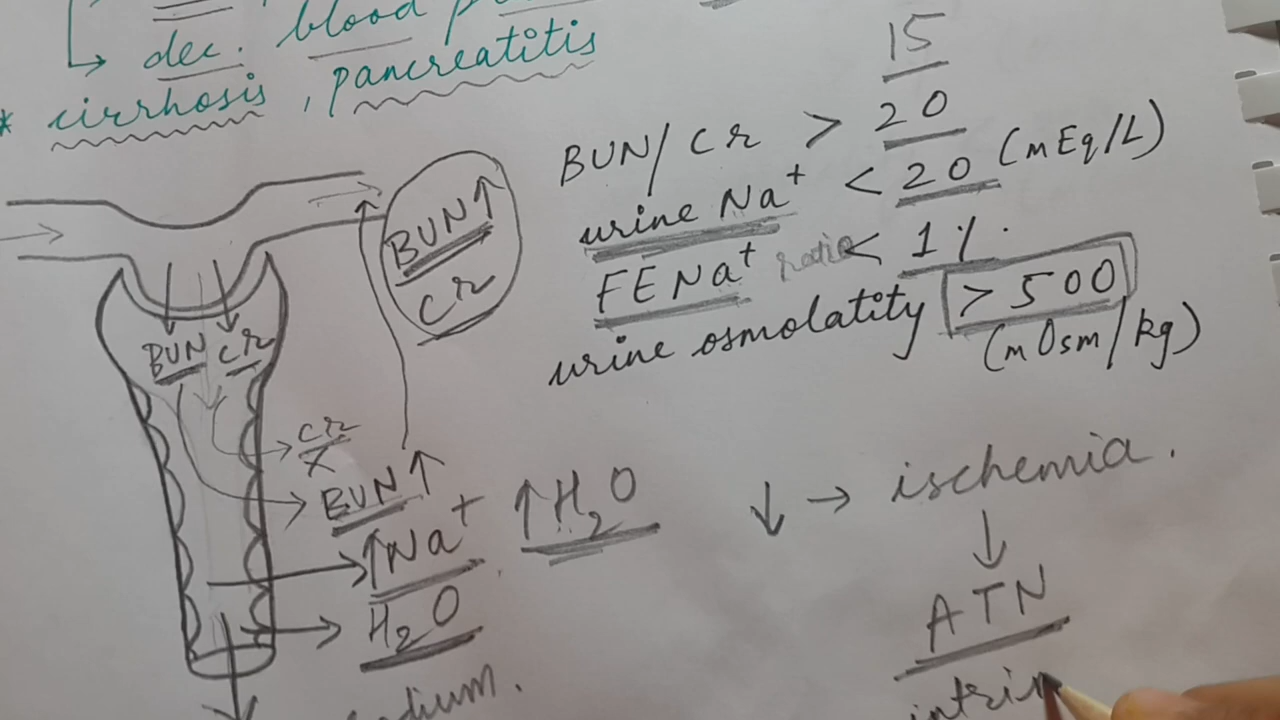 dec. blood
* cirrhosis, pancreatitis
15
BUN/Cr > 20
urine Na+ < 20 (mEq/L)
FENa+ ratio < 1%.
urine osmolatity > 500
(mOsm/kg)
BUN↑
Cr
BUN Cr
Cr
X
BUN↑
↑Na+ ↑H2O
H2O
↓ → ischemia.
↓
ATN